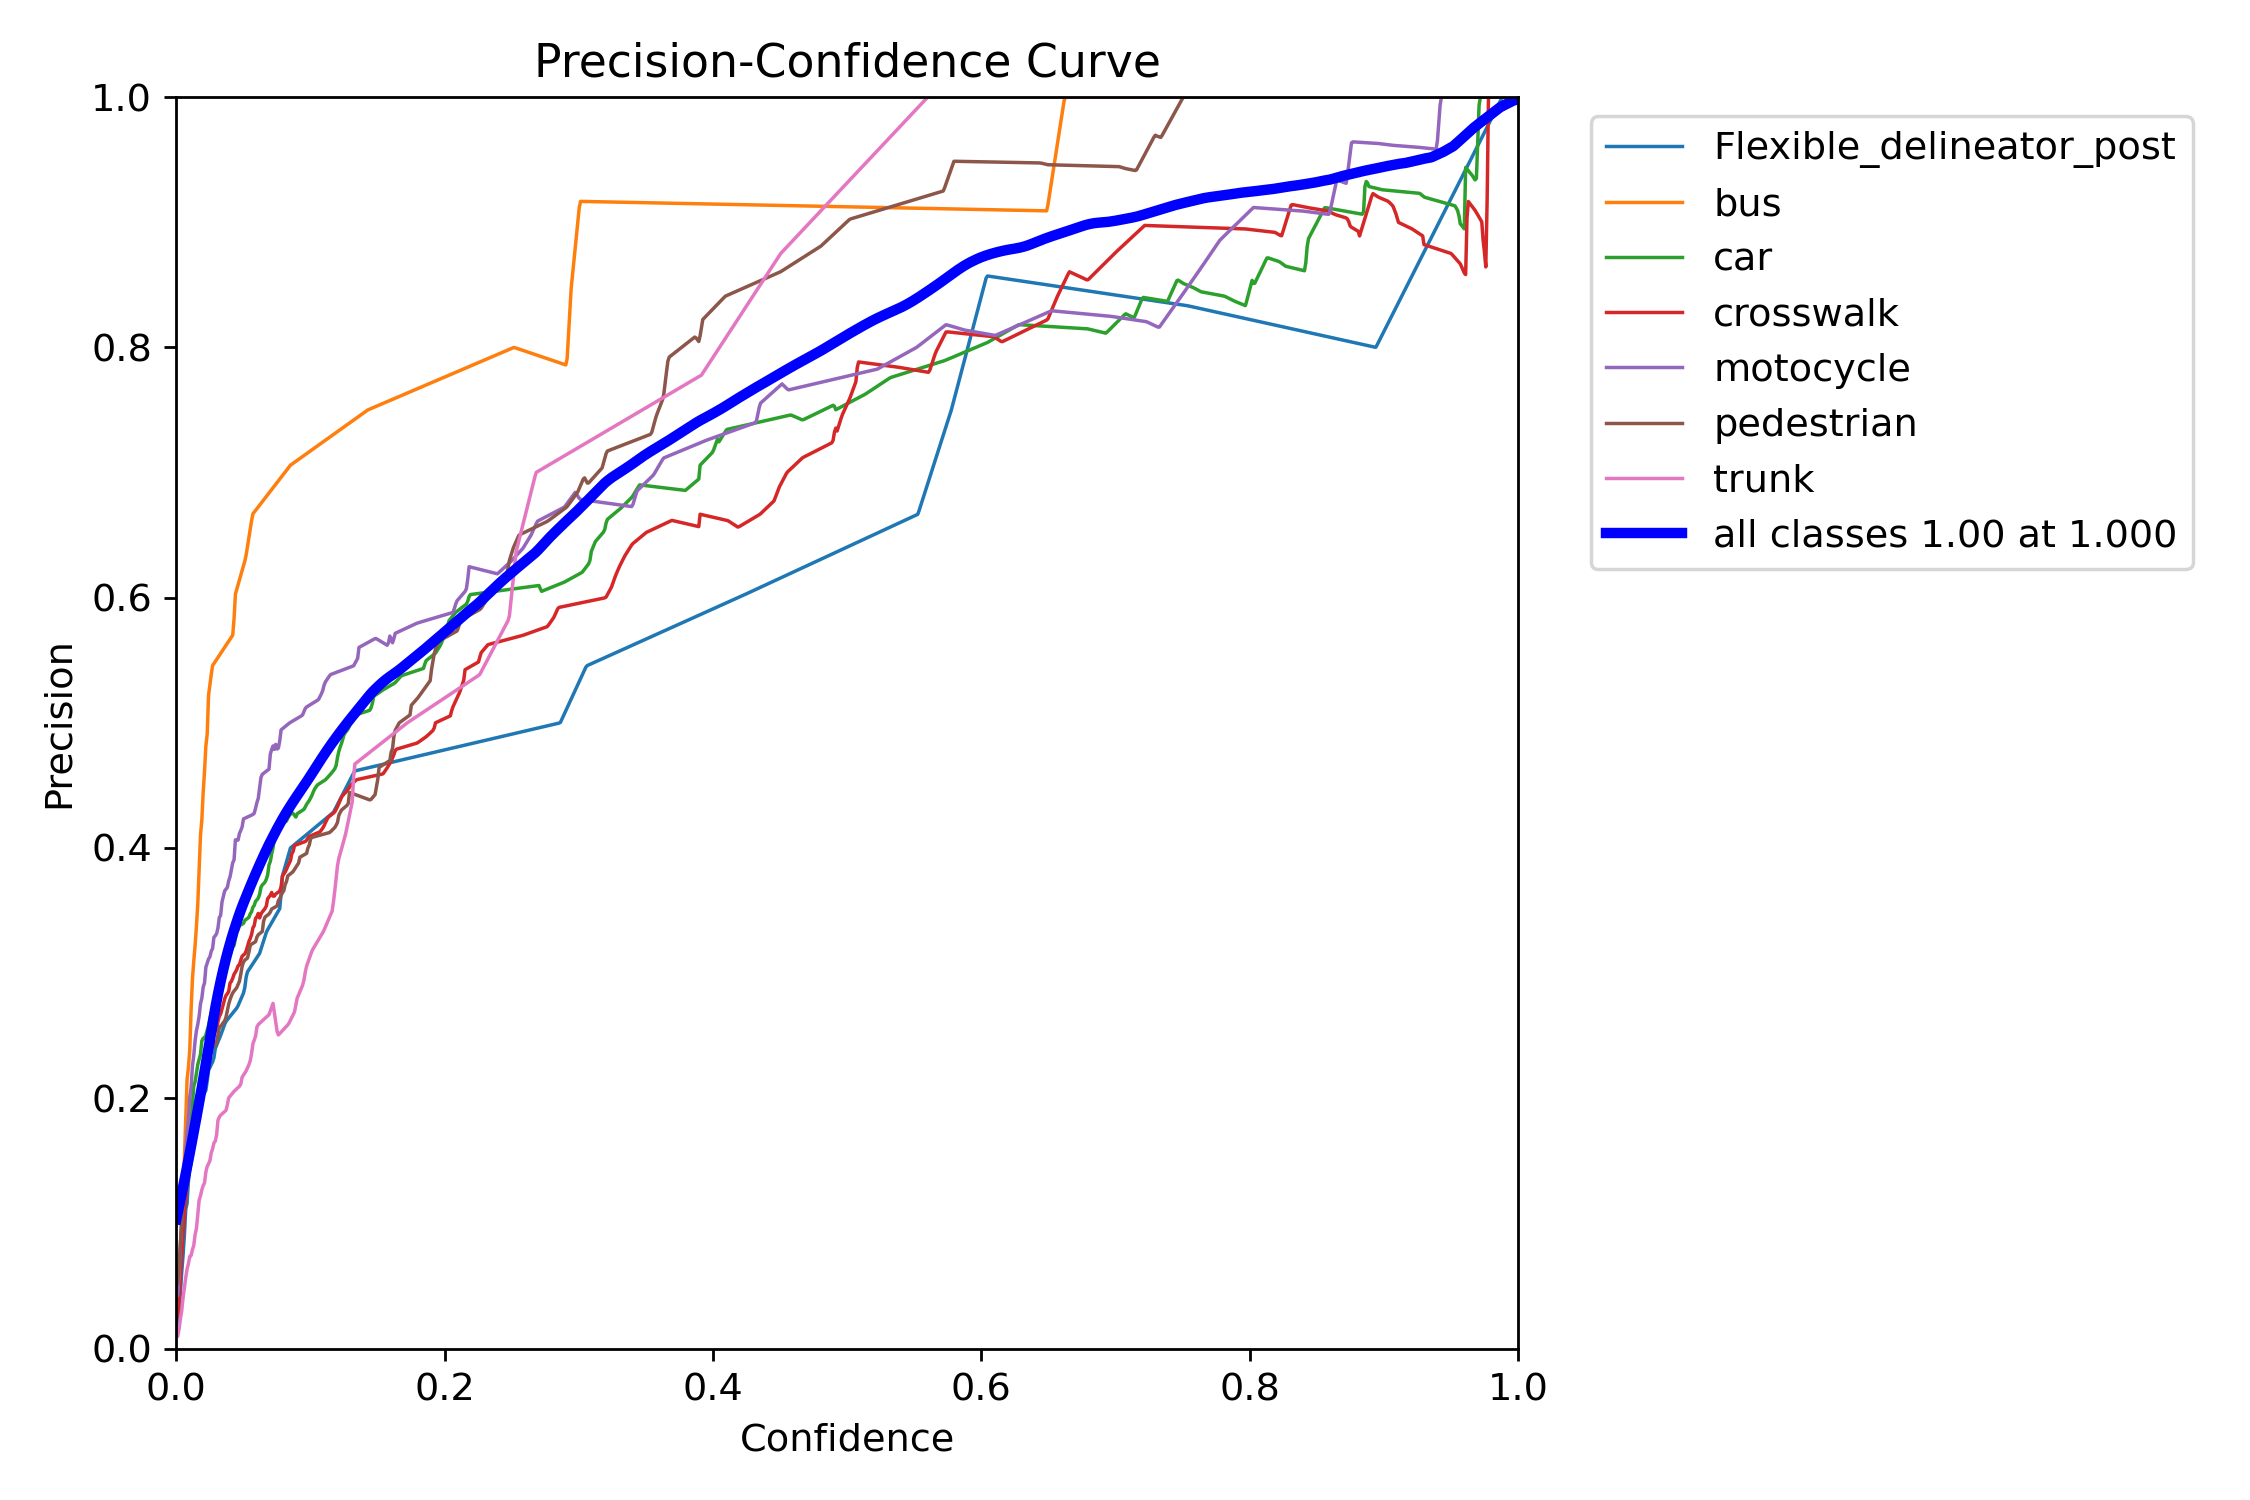 Precision-Confidence Curve
1.0
0.8
0.6
0.4
0.2
0.0
Precision
0.0 0.2 0.4 0.6 0.8 1.0
Confidence
Flexible_delineator_post
bus
car
crosswalk
motocycle
pedestrian
trunk
all classes 1.00 at 1.000